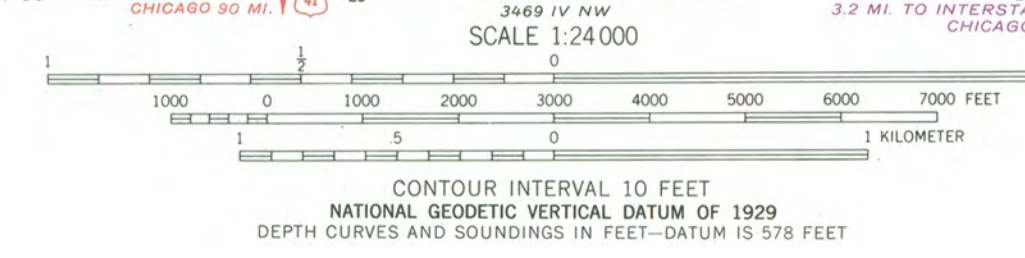 CHICAGO 90 MI. 41
3469 IV NW
3.2 MI. TO INTERSTA
CHICAGO
SCALE 1:24 000
1 1/2 0
1000 0 1000 2000 3000 4000 5000 6000 7000 FEET
1 .5 0 1 KILOMETER
CONTOUR INTERVAL 10 FEET
NATIONAL GEODETIC VERTICAL DATUM OF 1929
DEPTH CURVES AND SOUNDINGS IN FEET—DATUM IS 578 FEET